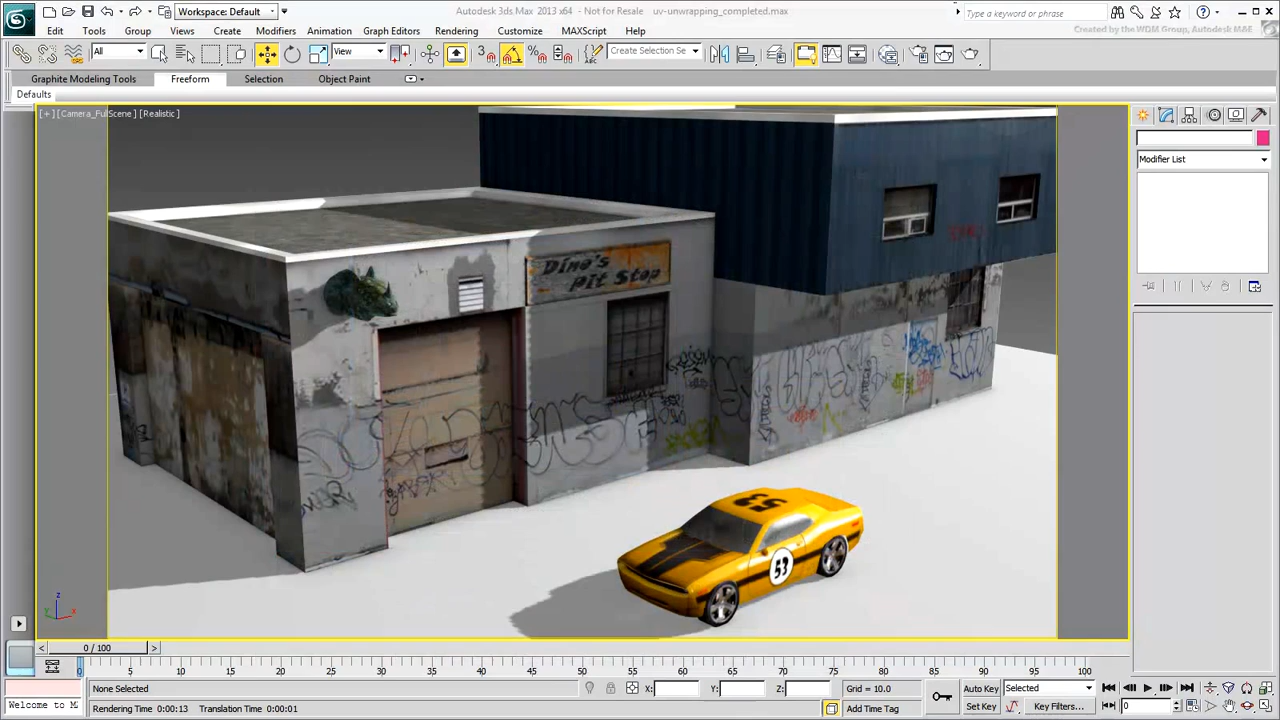 Workspace: Default
Autodesk 3ds Max 2013 x64 - Not for Resale uv-unwrapping_completed.max
Type a keyword or phrase
Edit Tools Group Views Create Modifiers Animation Graph Editors Rendering Customize MAXScript Help
Created by the WQM Group, Autodesk M&E
All View Create Selection Se
Graphite Modeling Tools Freeform Selection Object Paint
Defaults
[+] [Camera_FullScene] [Realistic]
Modifier List
Dino's
Pit Stop
53
53
z
y x
0 / 100
0 5 10 15 20 25 30 35 40 45 50 55 60 65 70 75 80 85 90 95 100
None Selected X: Y: Z: Grid = 10.0 Auto Key Selected
Welcome to M
Rendering Time 0:00:13 Translation Time 0:00:01 Add Time Tag Set Key Key Filters... 0